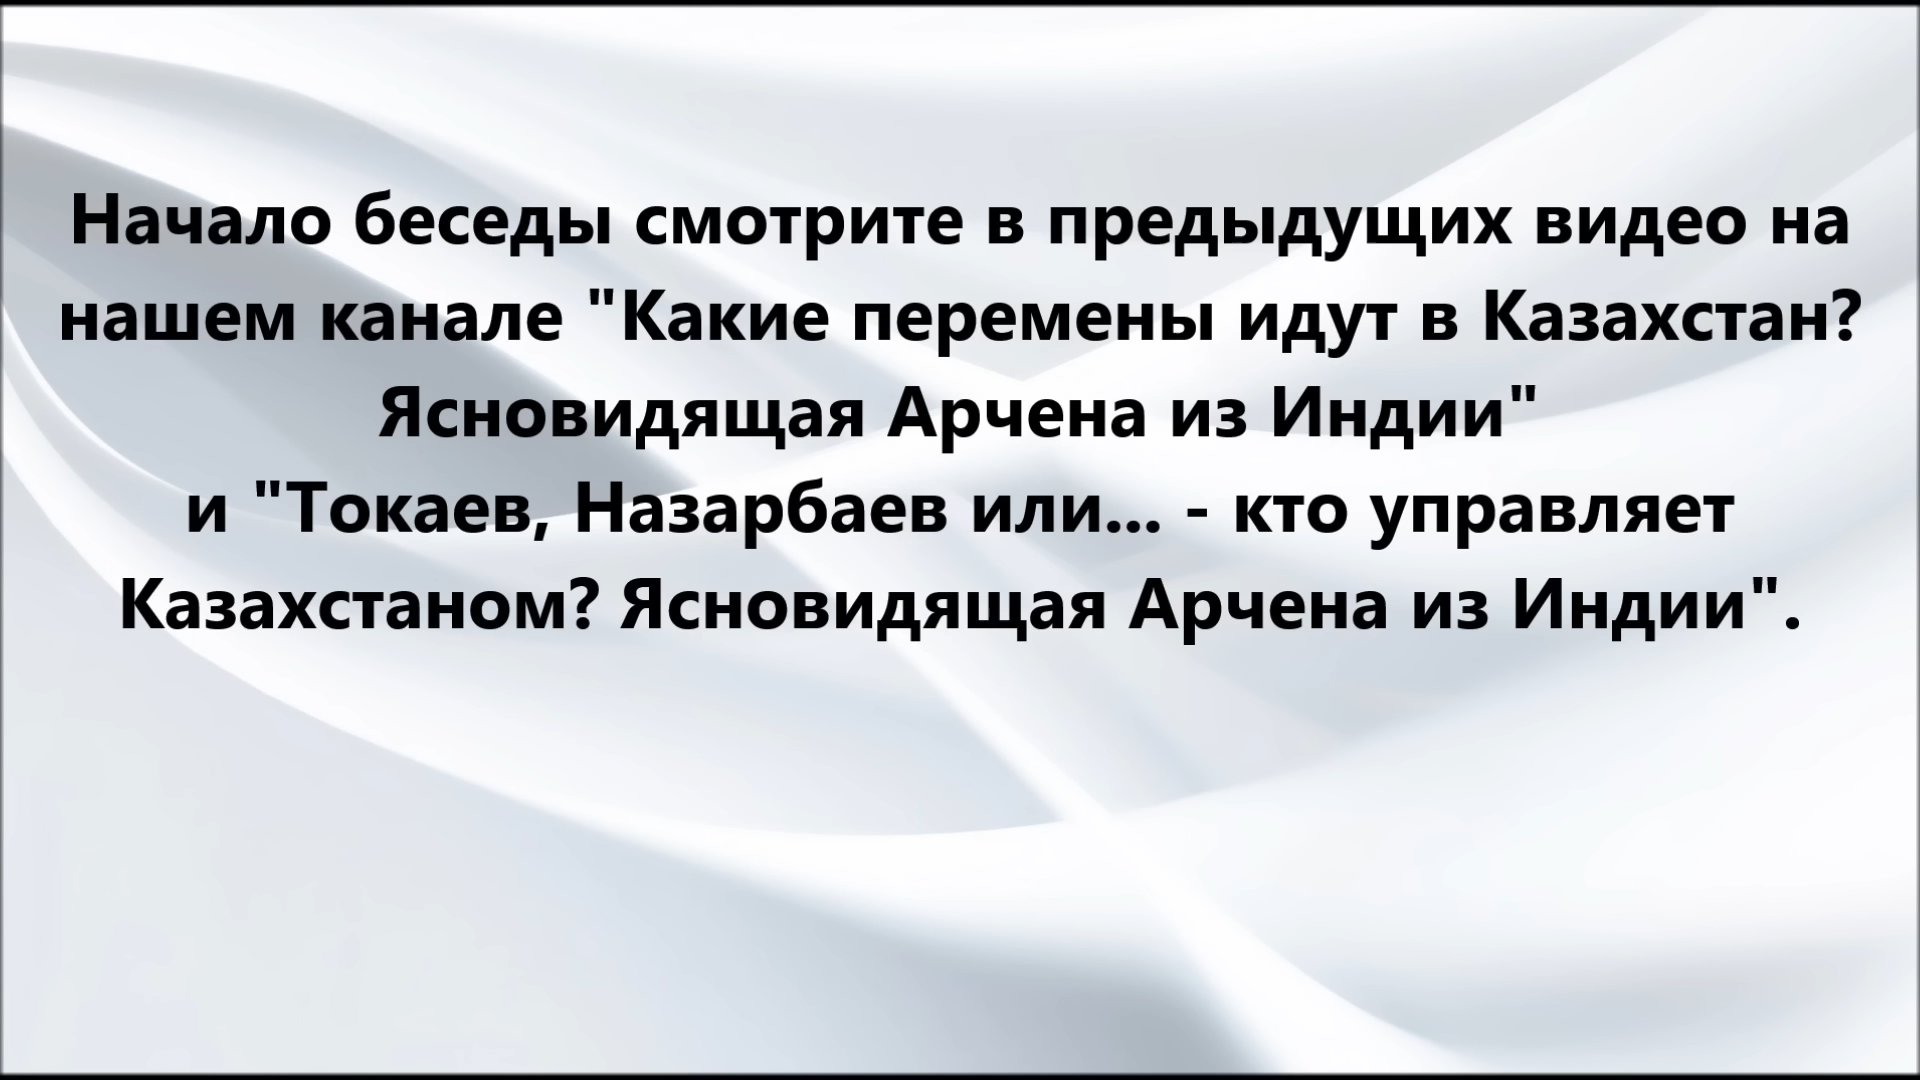 Начало беседы смотрите в предыдущих видео на
нашем канале "Какие перемены идут в Казахстан?
Ясновидящая Арчена из Индии"
и "Токаев, Назарбаев или... - кто управляет
Казахстаном? Ясновидящая Арчена из Индии".